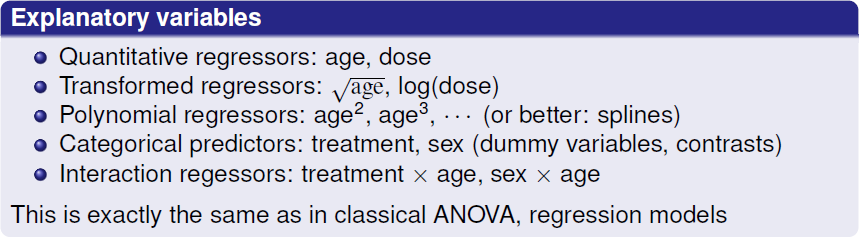 Explanatory variables
Quantitative regressors: age, dose
Transformed regressors: √age, log(dose)
Polynomial regressors: age², age³, ··· (or better: splines)
Categorical predictors: treatment, sex (dummy variables, contrasts)
Interaction regessors: treatment × age, sex × age
This is exactly the same as in classical ANOVA, regression models